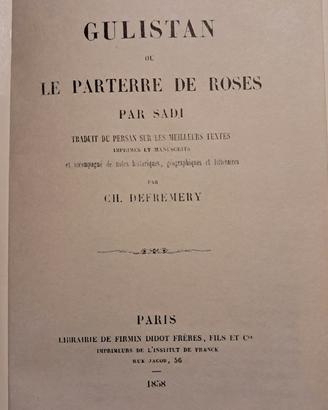 GULISTAN
OU
LE PARTERRE DE ROSES
PAR SADI
TRADUIT DU PERSAN SUR LES MEILLEURS TEXTES
IMPRIMÉS ET MANUSCRITS
et accompagné de notes historiques, géographiques et littéraires
PAR
CH. DEFRÉMERY
PARIS
LIBRAIRIE DE FIRMIN DIDOT FRÈRES, FILS ET Cie
IMPRIMEURS DE L'INSTITUT DE FRANCE
RUE JACOB, 56
1858